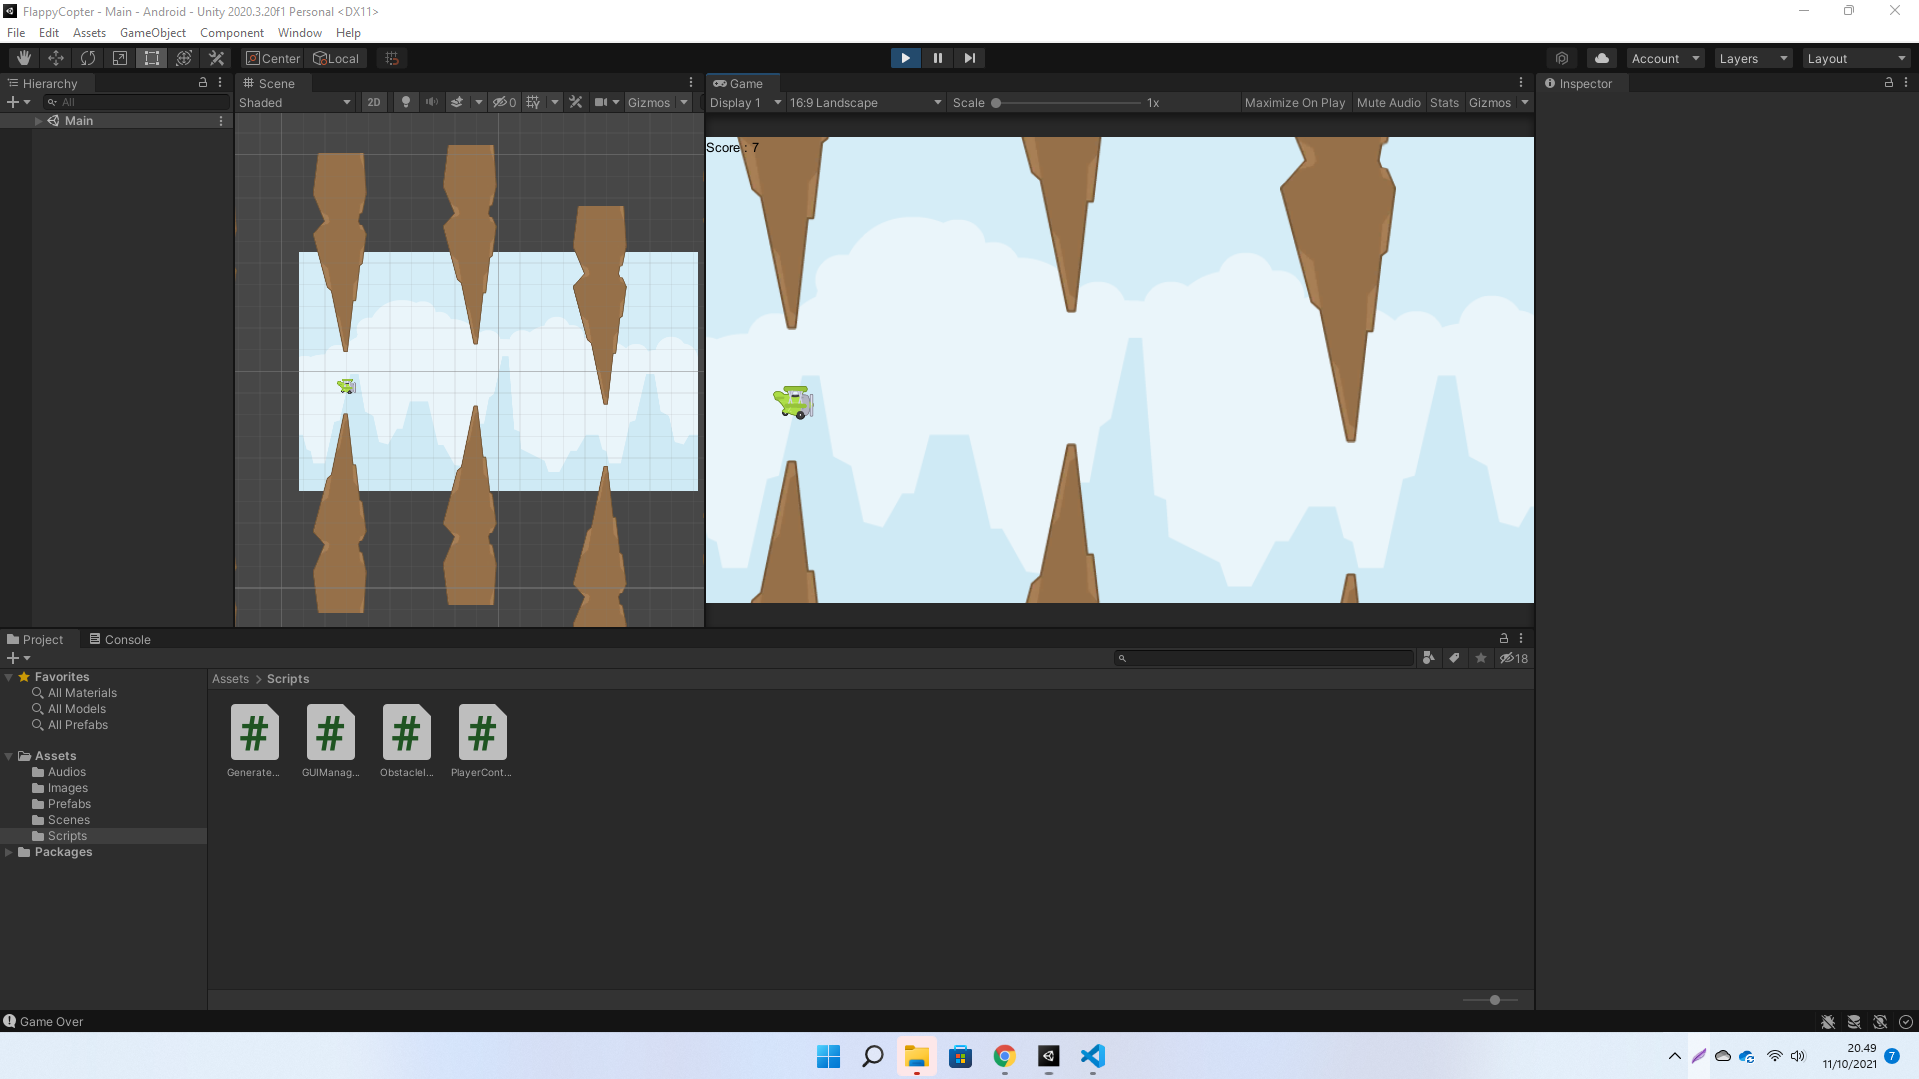 FlappyCopter - Main - Android - Unity 2020.3.20f1 Personal <DX11>
File Edit Assets GameObject Component Window Help
Center Local Account Layers Layout
Hierarchy Scene Game Inspector
All Shaded 2D 0 Gizmos Display 1 16:9 Landscape Scale 1x Maximize On Play Mute Audio Stats Gizmos
Main
Score : 7
Project Console
18
Favorites
All Materials
All Models
All Prefabs
Assets
Audios
Images
Prefabs
Scenes
Scripts
Packages
Assets > Scripts
Generate... GUIManag... ObstacleI... PlayerCont...
Game Over
20.49
11/10/2021
7